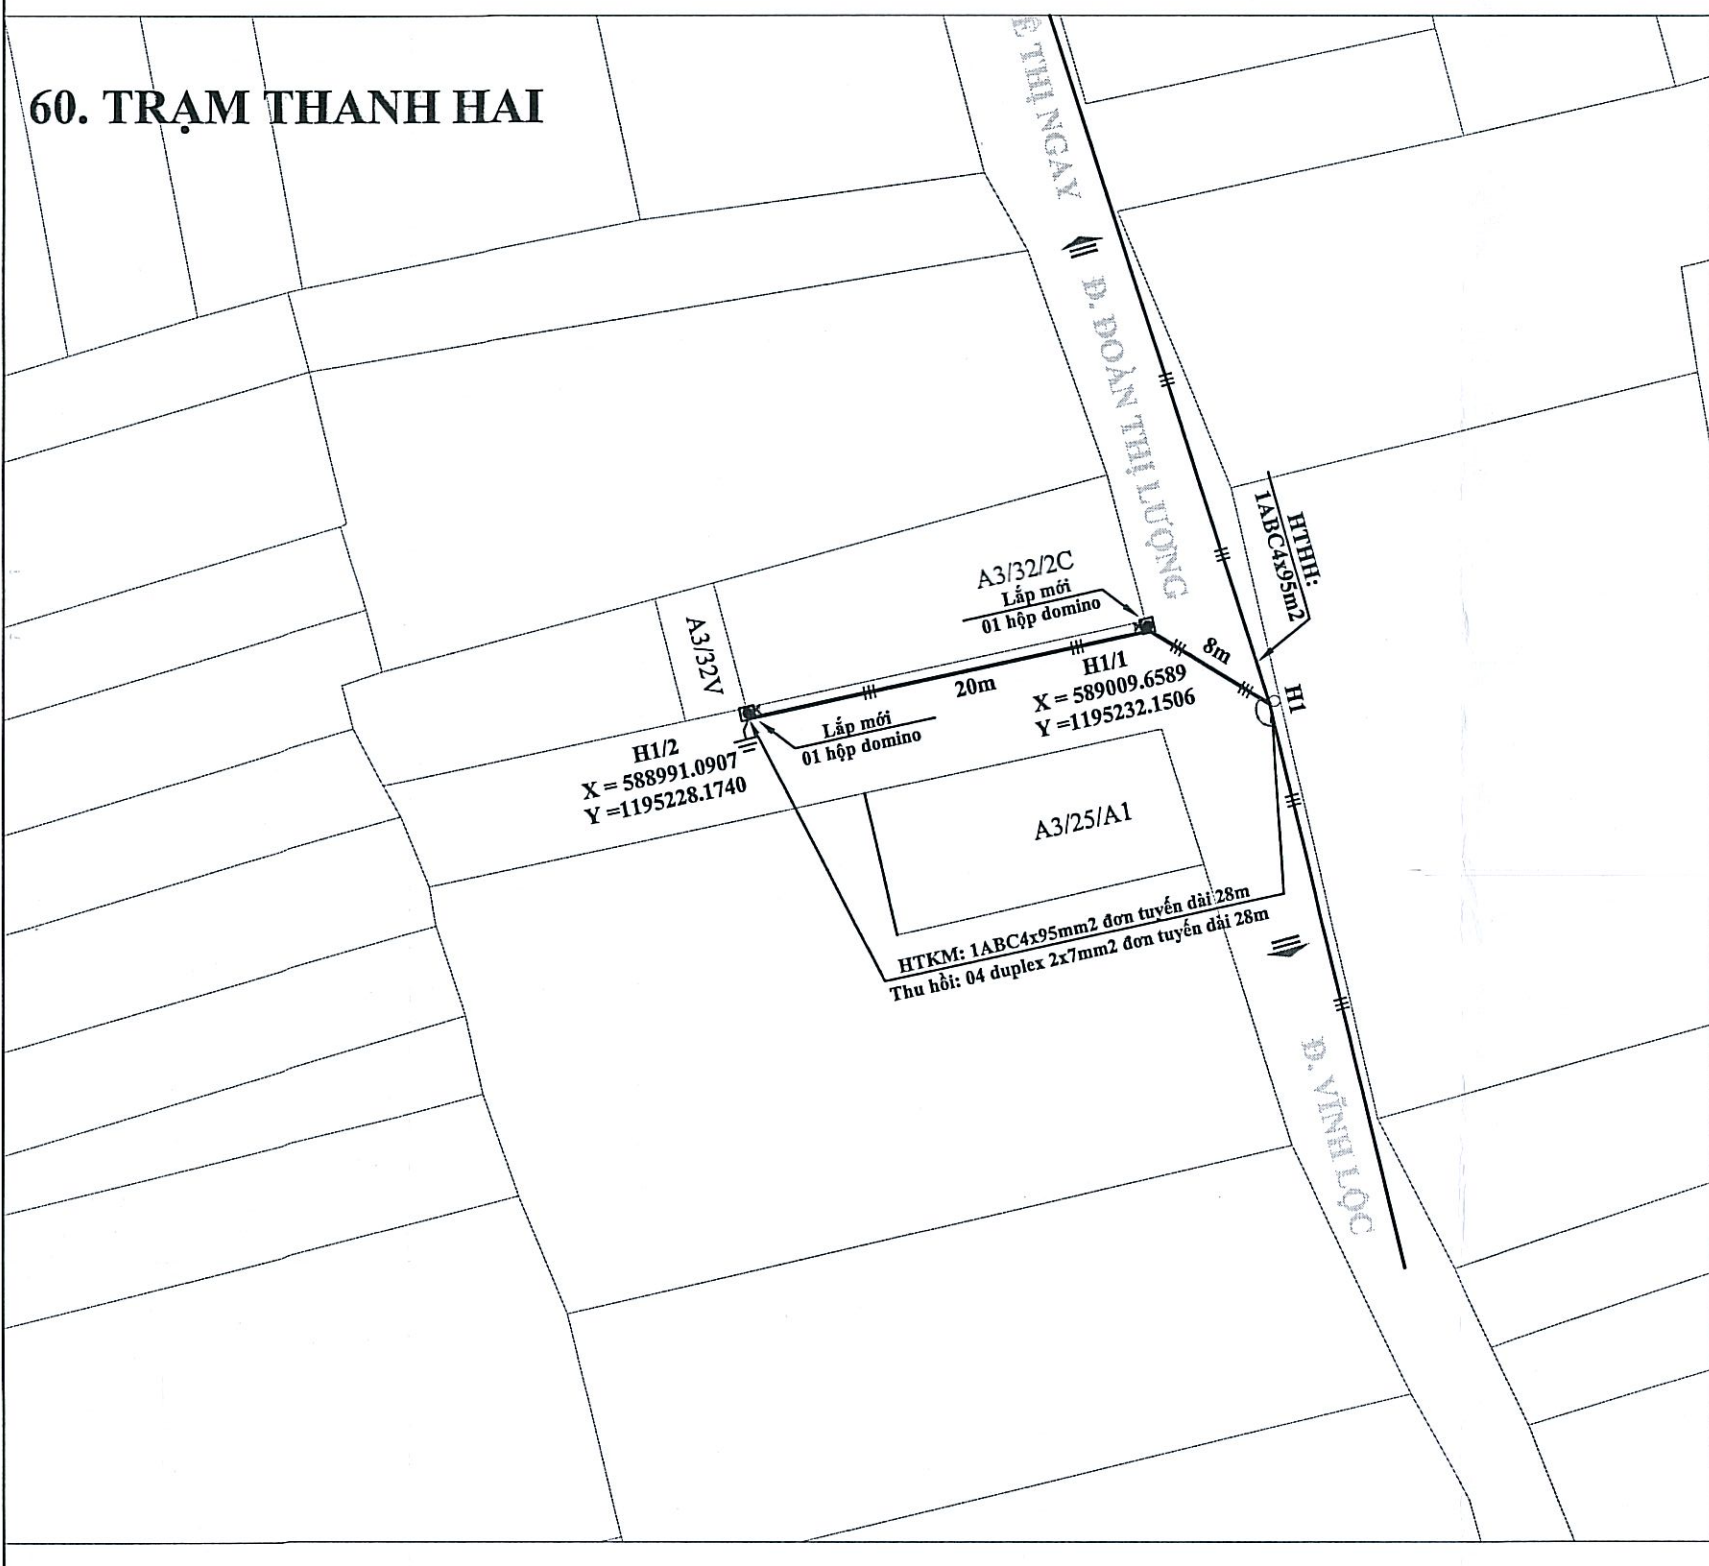 60. TRẠM THANH HAI
THỊ NGAY
Đ. ĐOÀN THỊ LƯỢNG
HTHH:
1ABC4x95m2
A3/32/2C
Lắp mới
01 hộp domino
A3/32V
8m
H1
20m
H1/1
X = 589009.6589
Y =1195232.1506
Lắp mới
01 hộp domino
H1/2
X = 588991.0907
Y =1195228.1740
A3/25/A1
HTKM: 1ABC4x95mm2 đơn tuyến dài 28m
Thu hồi: 04 duplex 2x7mm2 đơn tuyến dài 28m
Đ. VĨNH LỘC